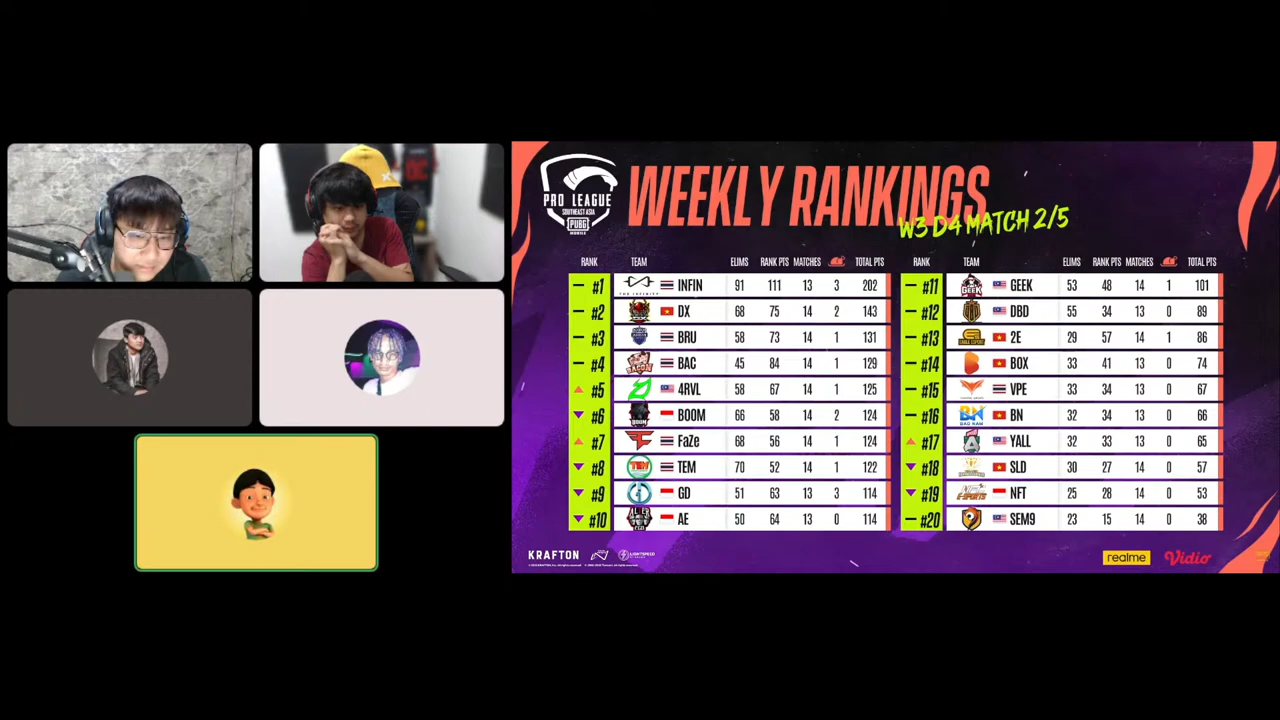 PRO LEAGUE
SOUTHEAST ASIA
PUBG
MOBILE
WEEKLY RANKINGS
W3 D4 MATCH 2/5
RANK TEAM ELIMS RANK PTS MATCHES TOTAL PTS
#1 INFIN 91 111 13 3 202
#2 DX 68 75 14 2 143
#3 BRU 58 73 14 1 131
#4 BAC 45 84 14 1 129
#5 4RVL 58 67 14 1 125
#6 BOOM 66 58 14 2 124
#7 FaZe 68 56 14 1 124
#8 TEM 70 52 14 1 122
#9 GD 51 63 13 3 114
#10 AE 50 64 13 0 114
RANK TEAM ELIMS RANK PTS MATCHES TOTAL PTS
#11 GEEK 53 48 14 1 101
#12 DBD 55 34 13 0 89
#13 2E 29 57 14 1 86
#14 BOX 33 41 13 0 74
#15 VPE 33 34 13 0 67
#16 BN 32 34 13 0 66
#17 YALL 32 33 13 0 65
#18 SLD 30 27 14 0 57
#19 NFT 25 28 14 0 53
#20 SEM9 23 15 14 0 38
KRAFTON
LIGHTSPEED
realme
Vidio